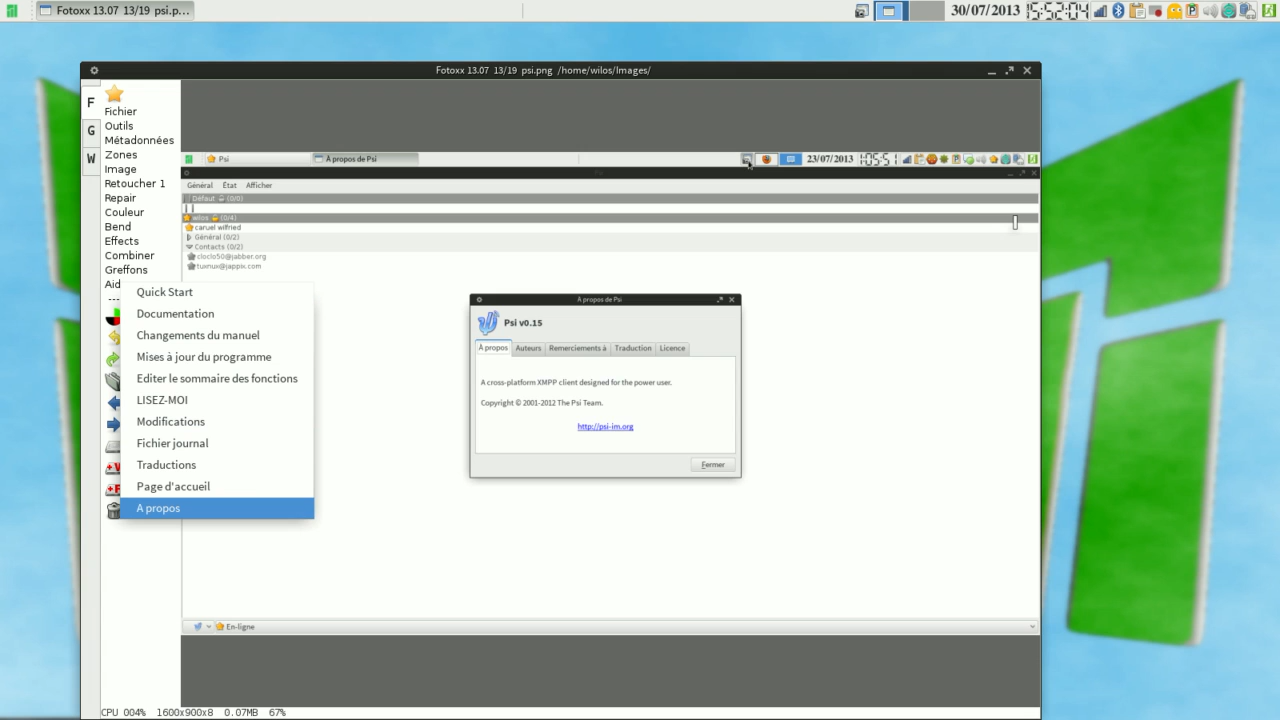 Fotoxx 13.07 13/19 psi.p...
30/07/2013 15:52:04
Fotoxx 13.07 13/19 psi.png /home/wilos/Images/
F
G
W
Fichier
Outils
Métadonnées
Zones
Image
Retoucher 1
Repair
Couleur
Bend
Effects
Combiner
Greffons
Aid
Quick Start
Documentation
Changements du manuel
Mises à jour du programme
Editer le sommaire des fonctions
LISEZ-MOI
Modifications
Fichier journal
Traductions
Page d'accueil
A propos
Psi
À propos de Psi
23/07/2013
Psi
Général État Afficher
Défaut (0/0)
wilos (0/4)
caruel wilfried
Général (0/2)
Contacts (0/2)
cloclo50@jabber.org
tuxnux@jappix.com
À propos de Psi
Psi v0.15
À propos Auteurs Remerciements à Traduction Licence
A cross-platform XMPP client designed for the power user.
Copyright © 2001-2012 The Psi Team.
http://psi-im.org
Fermer
En-ligne
CPU 004% 1600x900x8 0.07MB 67%